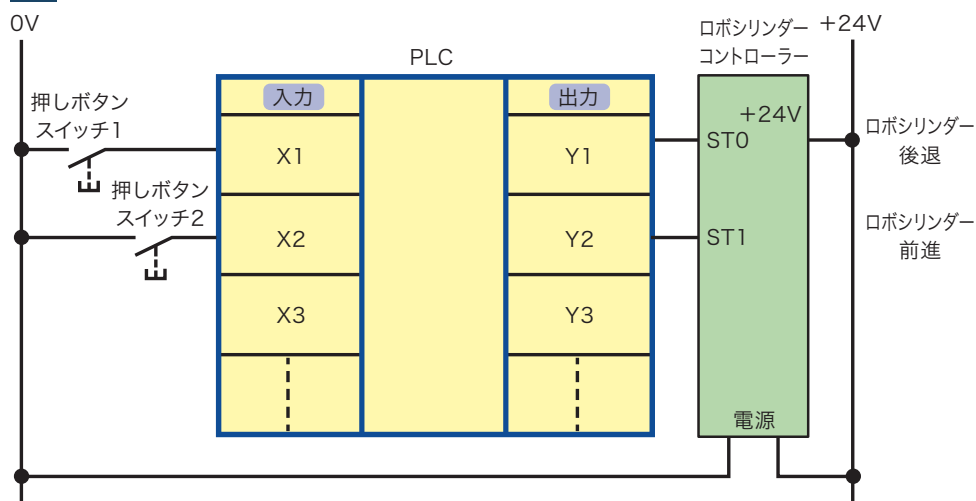 0V
ロボシリンダー
コントローラー
+24V
PLC
押しボタン
スイッチ1
入力
出力
+24V
X1
Y1
ST0
ロボシリンダー
後退
押しボタン
スイッチ2
X2
Y2
ST1
ロボシリンダー
前進
X3
Y3
電源